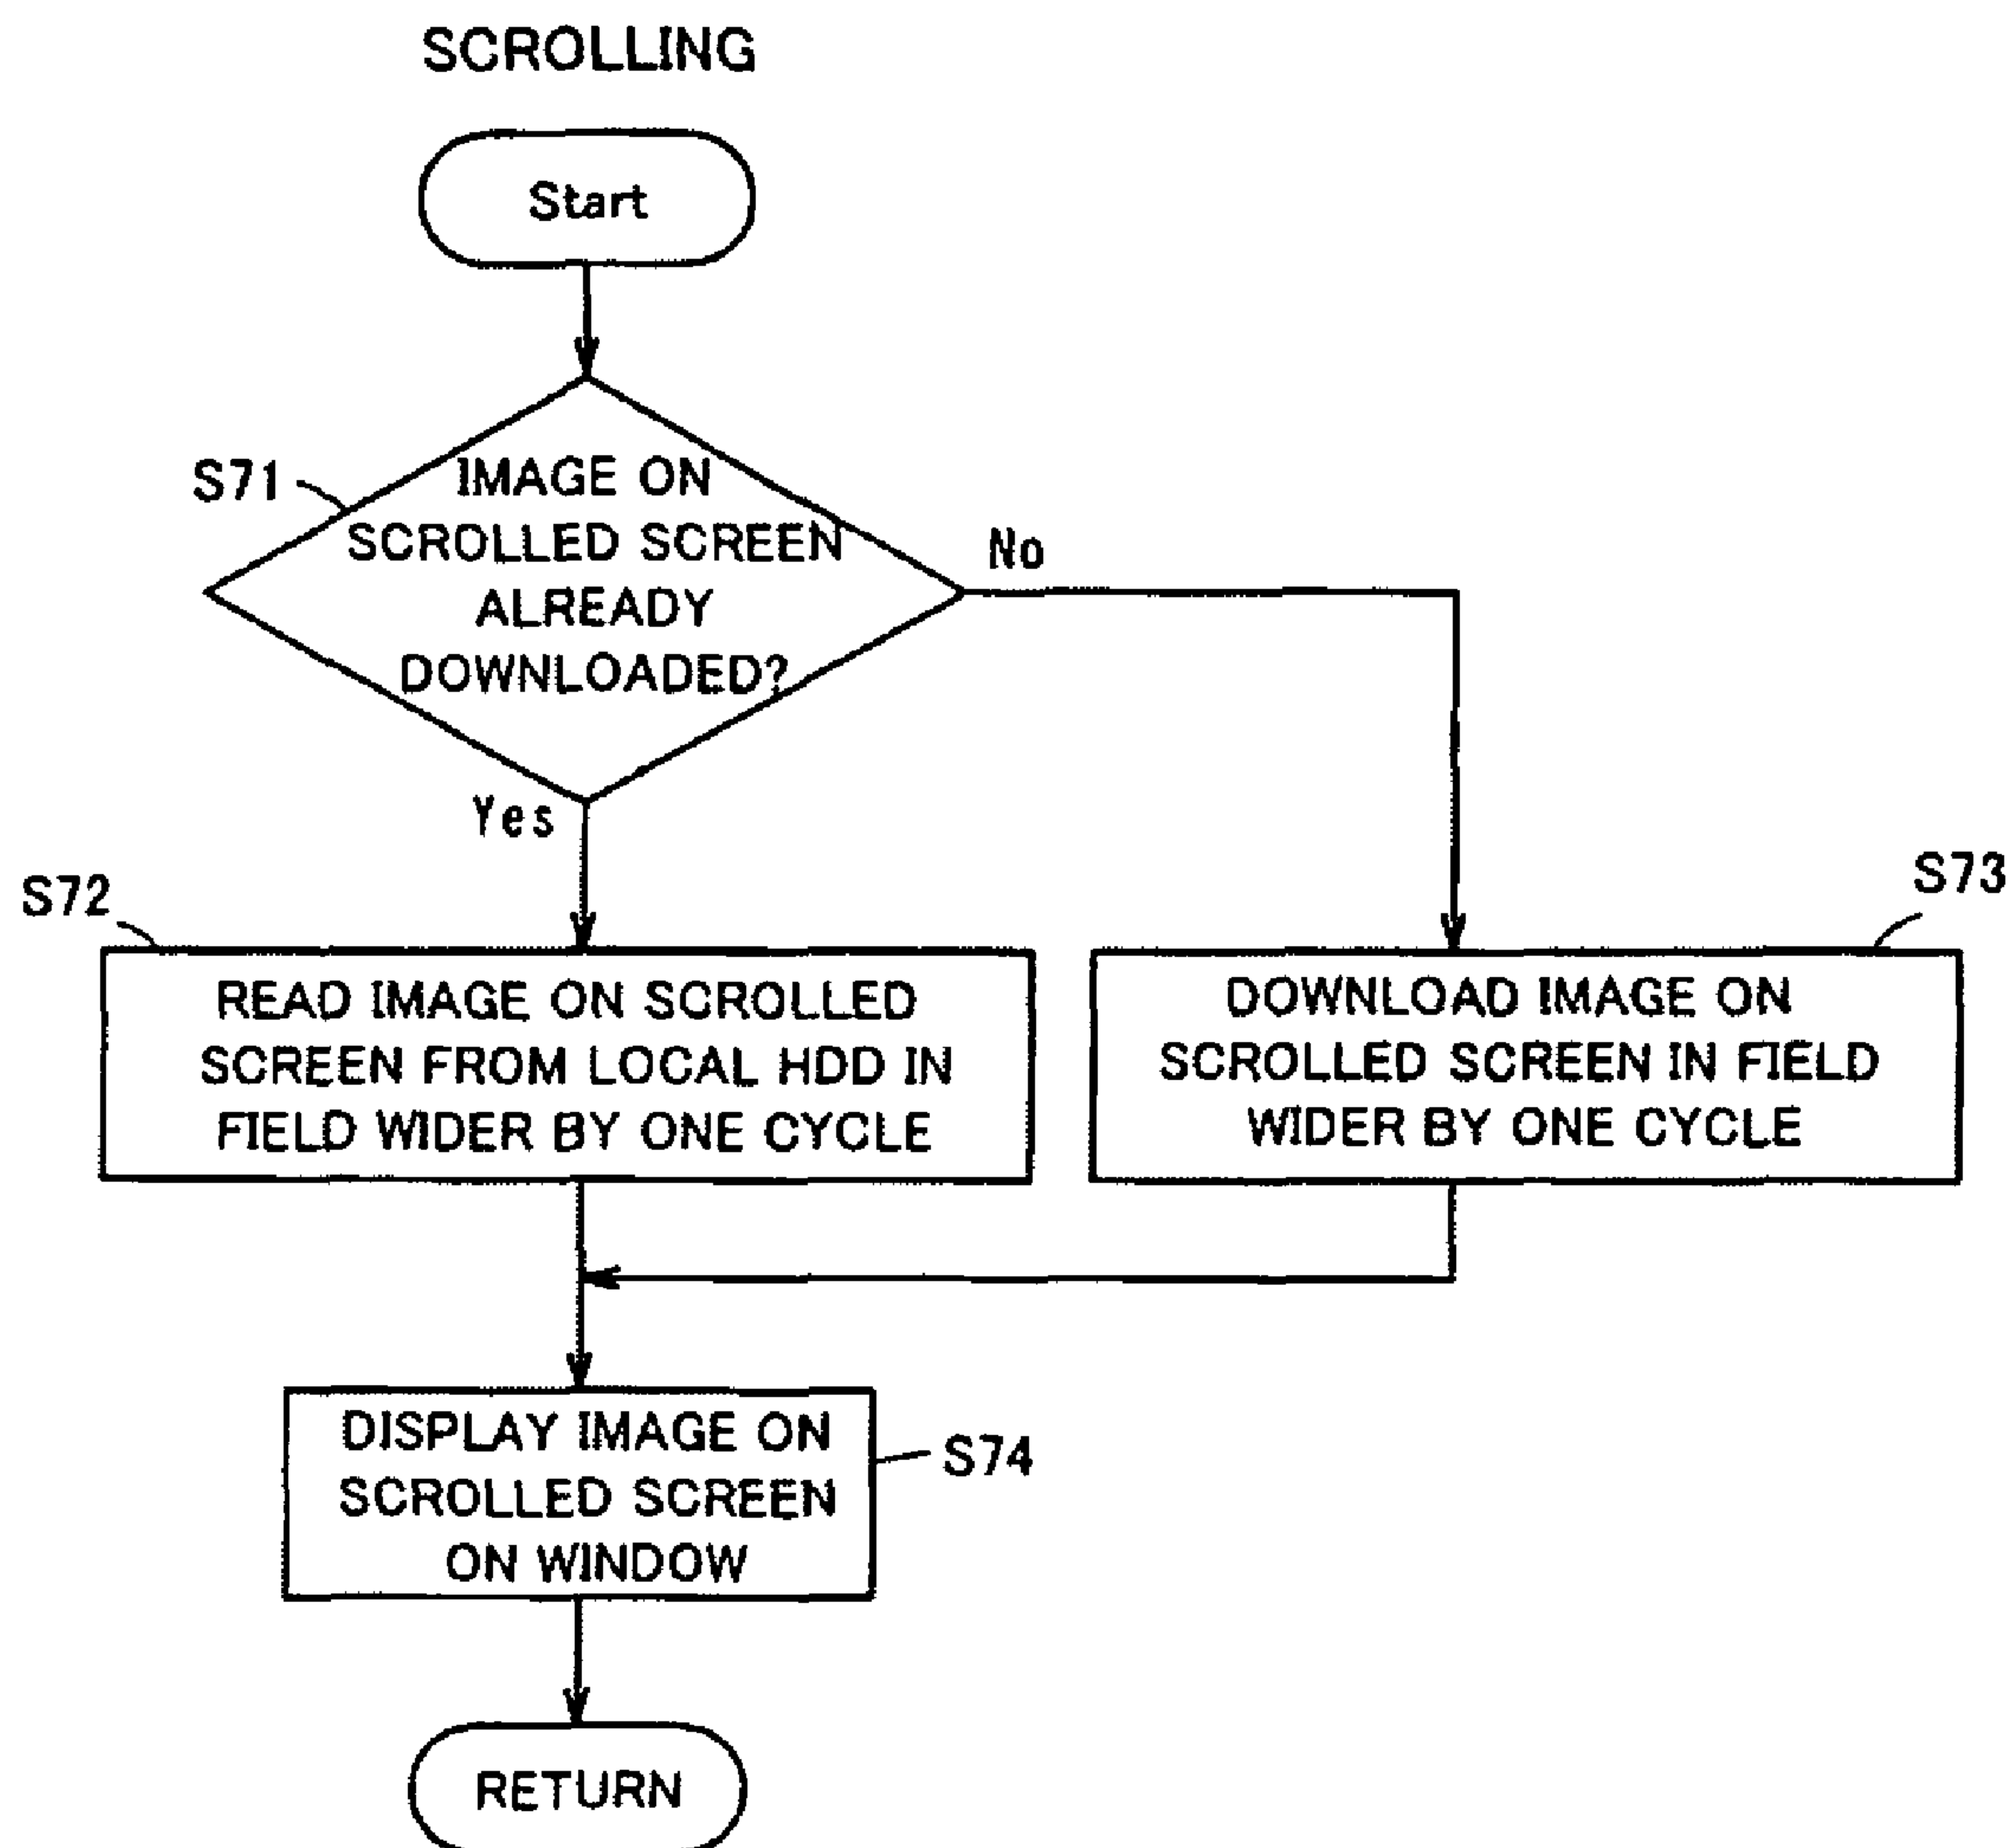 SCROLLING
Start
S71
IMAGE ON
SCROLLED SCREEN
ALREADY
DOWNLOADED?
No
Yes
S72
READ IMAGE ON SCROLLED
SCREEN FROM LOCAL HDD IN
FIELD WIDER BY ONE CYCLE
S73
DOWNLOAD IMAGE ON
SCROLLED SCREEN IN FIELD
WIDER BY ONE CYCLE
DISPLAY IMAGE ON
SCROLLED SCREEN
ON WINDOW
S74
RETURN